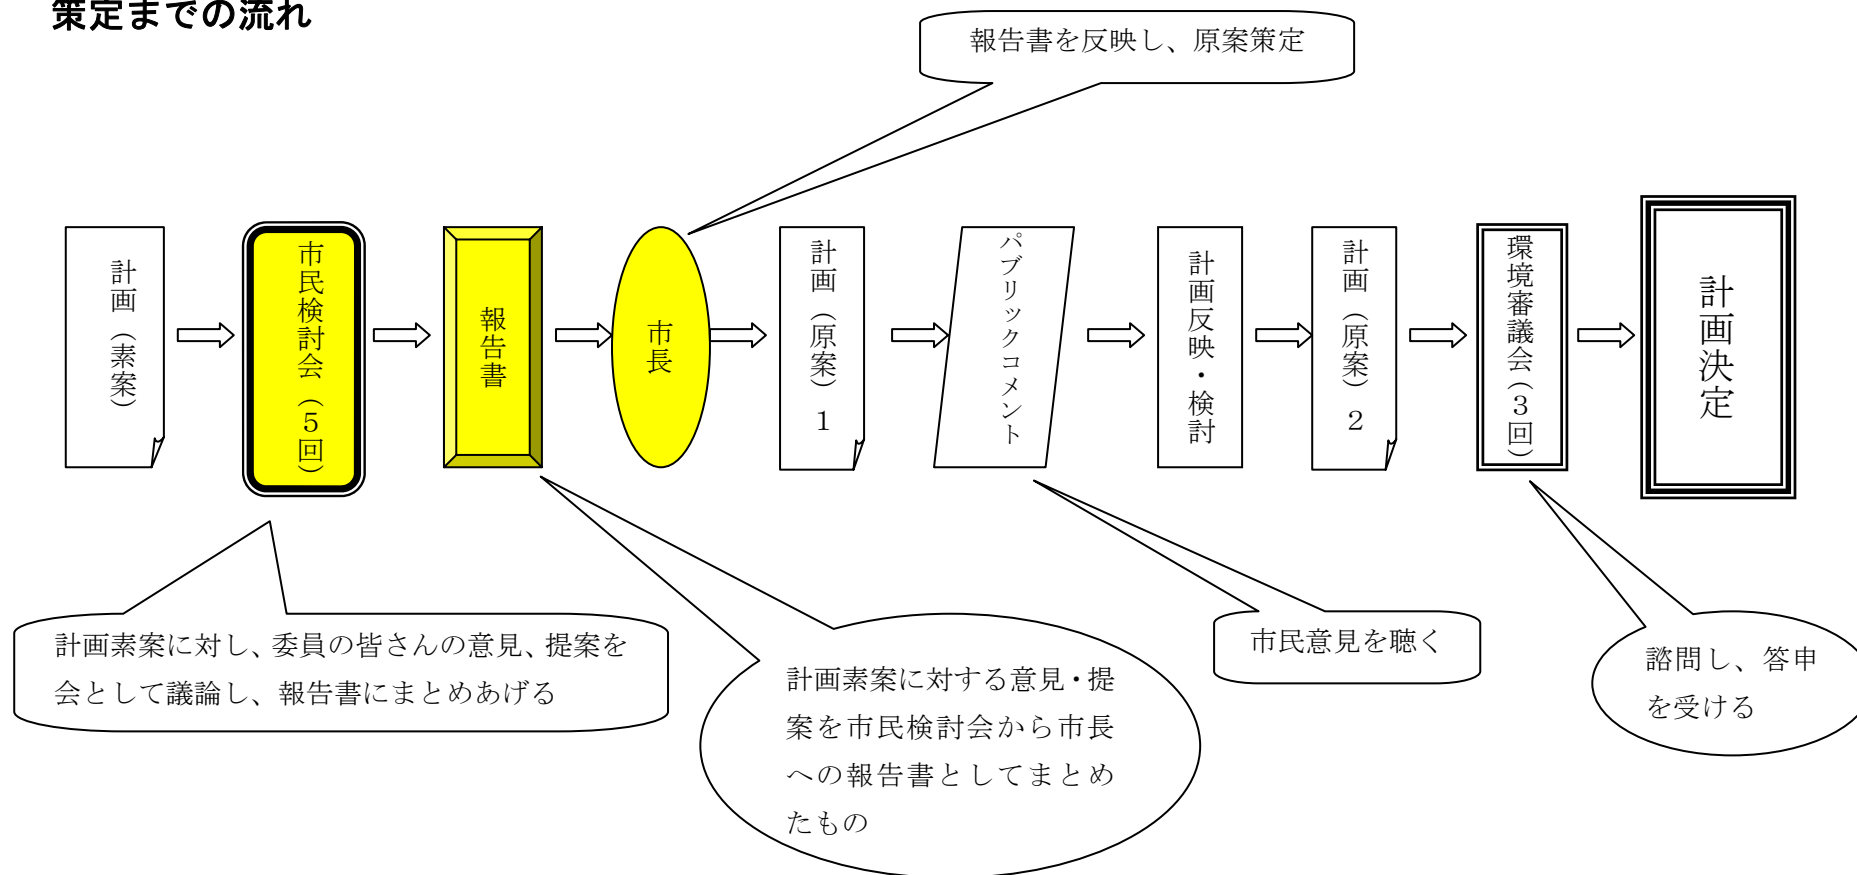 策定までの流れ
報告書を反映し、原案策定
計画（素案）
市民検討会（５回）
報告書
市長
計画（原案）１
パブリックコメント
計画反映・検討
計画（原案）２
環境審議会（３回）
計画決定
計画素案に対し、委員の皆さんの意見、提案を
会として議論し、報告書にまとめあげる
計画素案に対する意見・提
案を市民検討会から市長
への報告書としてまとめ
たもの
市民意見を聴く
諮問し、答申
を受ける